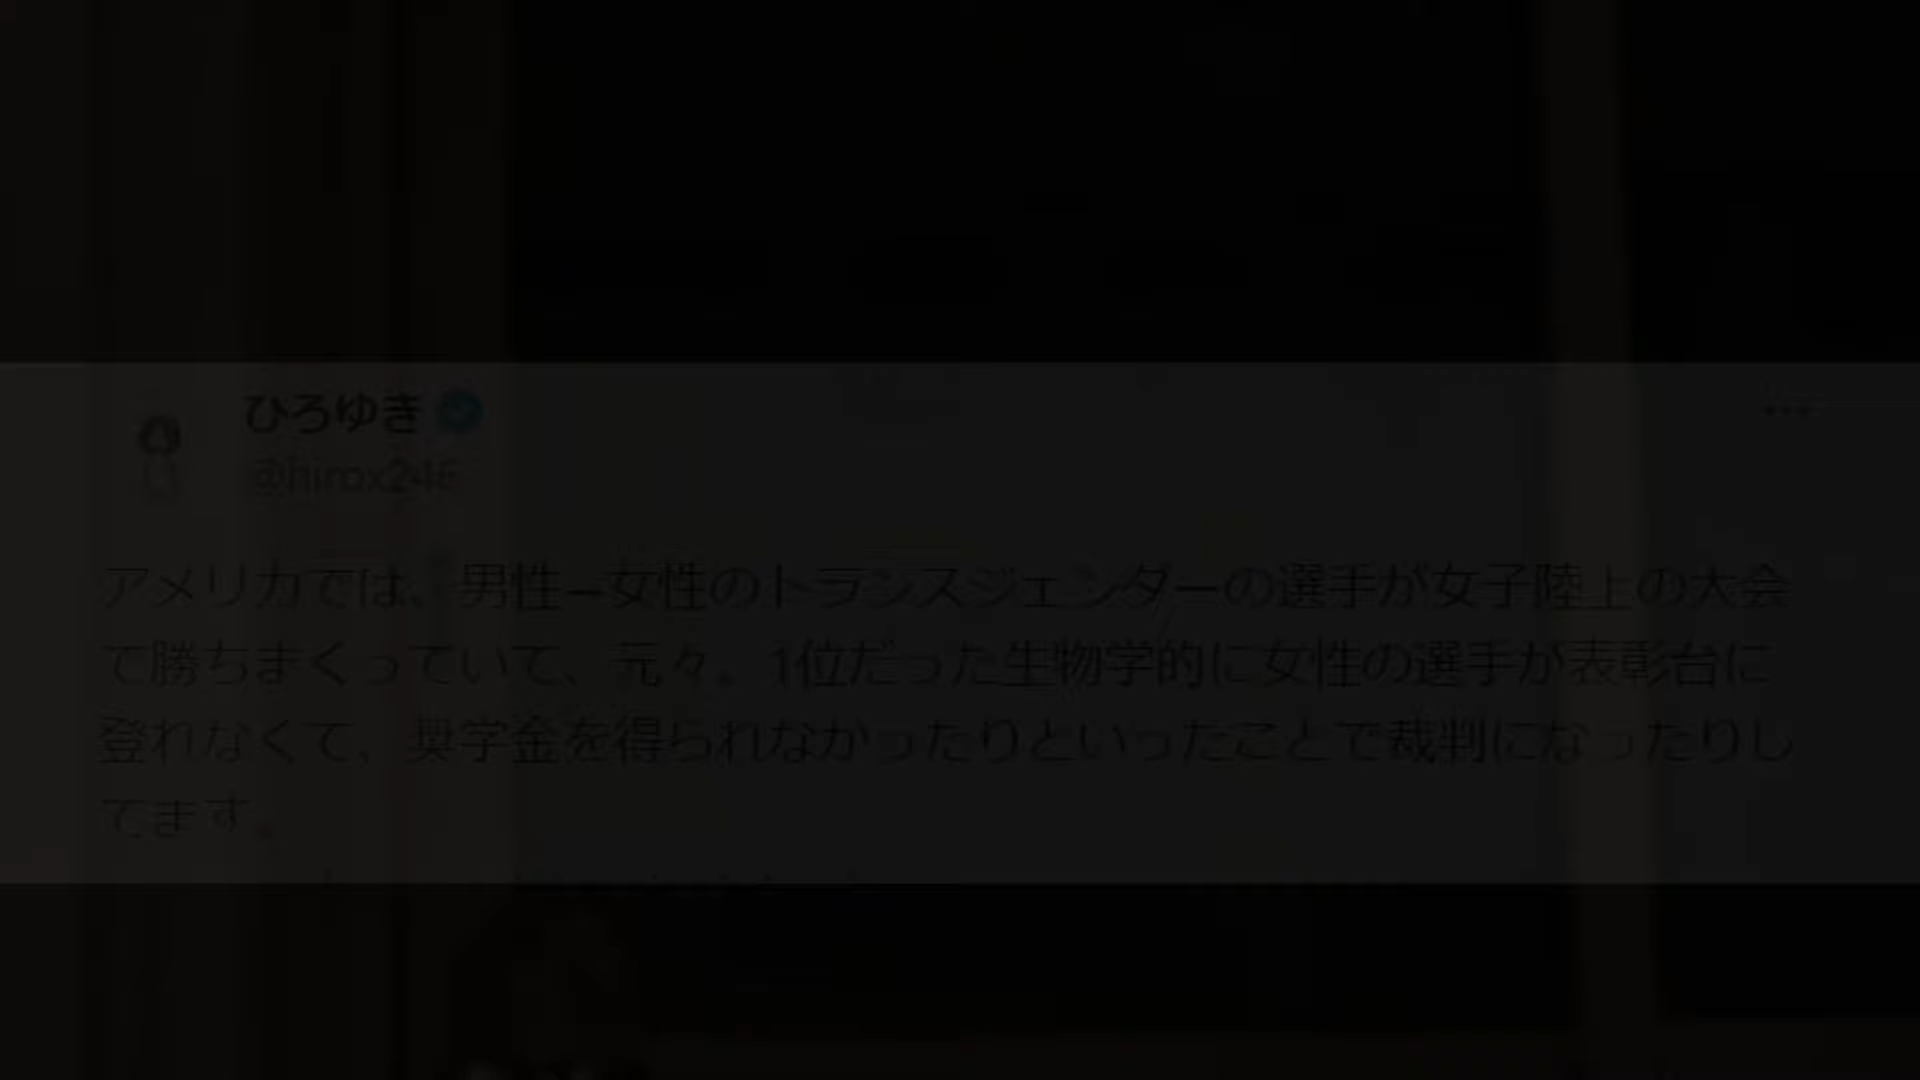 ひろゆき
@hirox246
アメリカでは、男性ー女性のトランスジェンダーの選手が女子陸上の大会
で勝ちまくっていて、元々、1位だった生物学的に女性の選手が表彰台に
登れなくて、奨学金を得られなかったりといったことで裁判になったりし
てます。